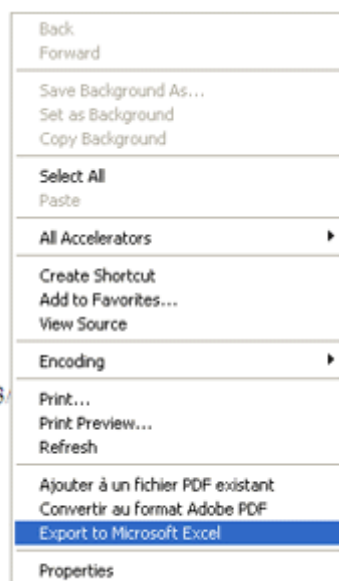 Back
Forward
Save Background As...
Set as Background
Copy Background
Select All
Paste
All Accelerators
Create Shortcut
Add to Favorites...
View Source
Encoding
Print...
Print Preview...
Refresh
Ajouter à un fichier PDF existant
Convertir au format Adobe PDF
Export to Microsoft Excel
Properties